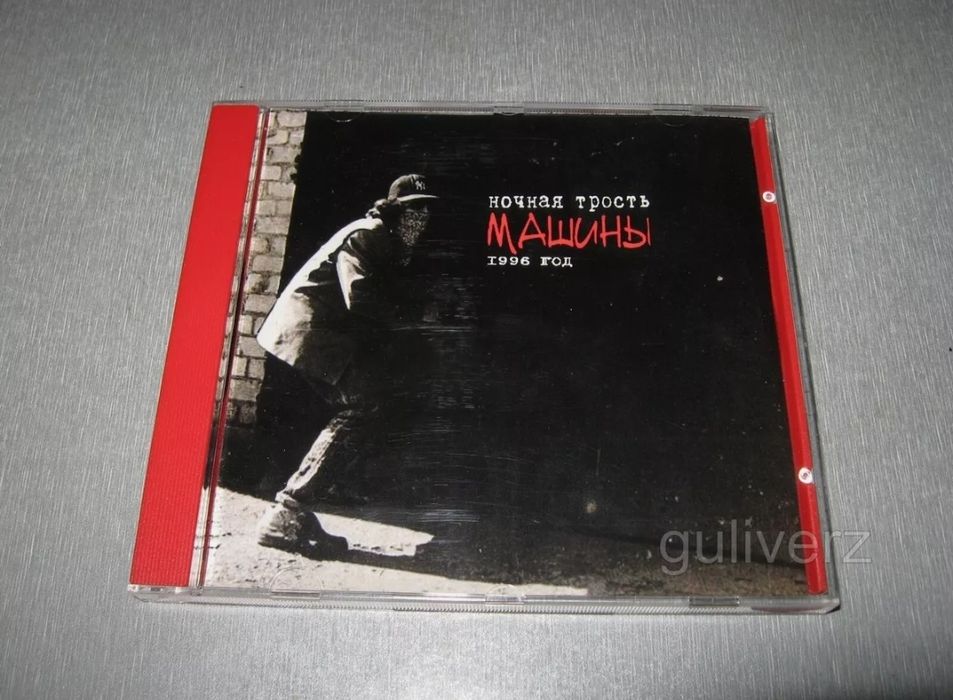 ночная трость
МАШИНЫ
1996 год
guliverz